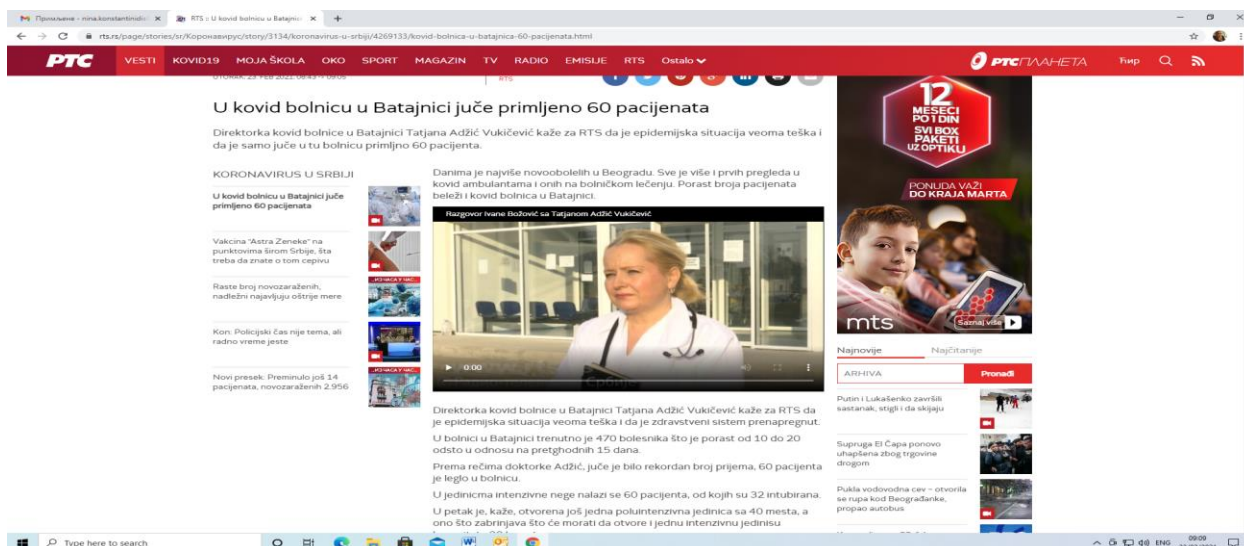 Примљене - nina.konstantinidis
RTS :: U kovid bolnicu u Batajnici
rts.rs/page/stories/sr/Коронавирус/story/3134/koronavirus-u-srbiji/4269133/kovid-bolnica-u-batajnica-60-pacijenata.html
РТС VESTI KOVID19 MOJA ŠKOLA OKO SPORT MAGAZIN TV RADIO EMISIJE RTS Ostalo РТС ПЛАНЕТА Ћир
UTORAK, 23. FEB 2021, 08:43 -> 09:05
RTS
U kovid bolnicu u Batajnici juče primljeno 60 pacijenata
Direktorka kovid bolnice u Batajnici Tatjana Adžić Vukičević kaže za RTS da je epidemijska situacija veoma teška i
da je samo juče u tu bolnicu primljno 60 pacijenta.
KORONAVIRUS U SRBIJI
U kovid bolnicu u Batajnici juče
primljeno 60 pacijenata
Vakcina "Astra Zeneke" na
punktovima širom Srbije, šta
treba da znate o tom cepivu
Raste broj novozaraženih,
nadležni najavljuju oštrije mere
Kon: Policijski čas nije tema, ali
radno vreme jeste
Novi presek: Preminulo još 14
pacijenata, novozaraženih 2.956
Danima je najviše novoobolelih u Beogradu. Sve je više i prvih pregleda u
kovid ambulantama i onih na bolničkom lečenju. Porast broja pacijenata
beleži i kovid bolnica u Batajnici.
Razgovor Ivane Božović sa Tatjanom Adžić Vukičević
0:00
Србије
Direktorka kovid bolnice u Batajnici Tatjana Adžić Vukičević kaže za RTS da
je epidemijska situacija veoma teška i da je zdravstveni sistem prenapregnut.
U bolnici u Batajnici trenutno je 470 bolesnika što je porast od 10 do 20
odsto u odnosu na pretghodnih 15 dana.
Prema rečima doktorke Adžić, juče je bilo rekordan broj prijema, 60 pacijenta
je leglo u bolnicu.
U jedinicma intenzivne nege nalazi se 60 pacijenta, od kojih su 32 intubirana.
U petak je, kaže, otvorena još jedna poluintenzivna jedinica sa 40 mesta, a
ono što zabrinjava što će morati da otvore i jednu intenzivnu jedinisu
12
MESECI
PO 1 DIN
SVI BOX
PAKETI
UZ OPTIKU
PONUDA VAŽI
DO KRAJA MARTA
mts
Saznaj više
Najnovije Najčitanije
ARHIVA Pronađi
Putin i Lukašenko završili
sastanak, stigli i da skijaju
Supruga El Čapa ponovo
uhapšena zbog trgovine
drogom
Pukla vodovodna cev – otvorila
se rupa kod Beograđanke,
propao autobus
Type here to search
ENG
09:09